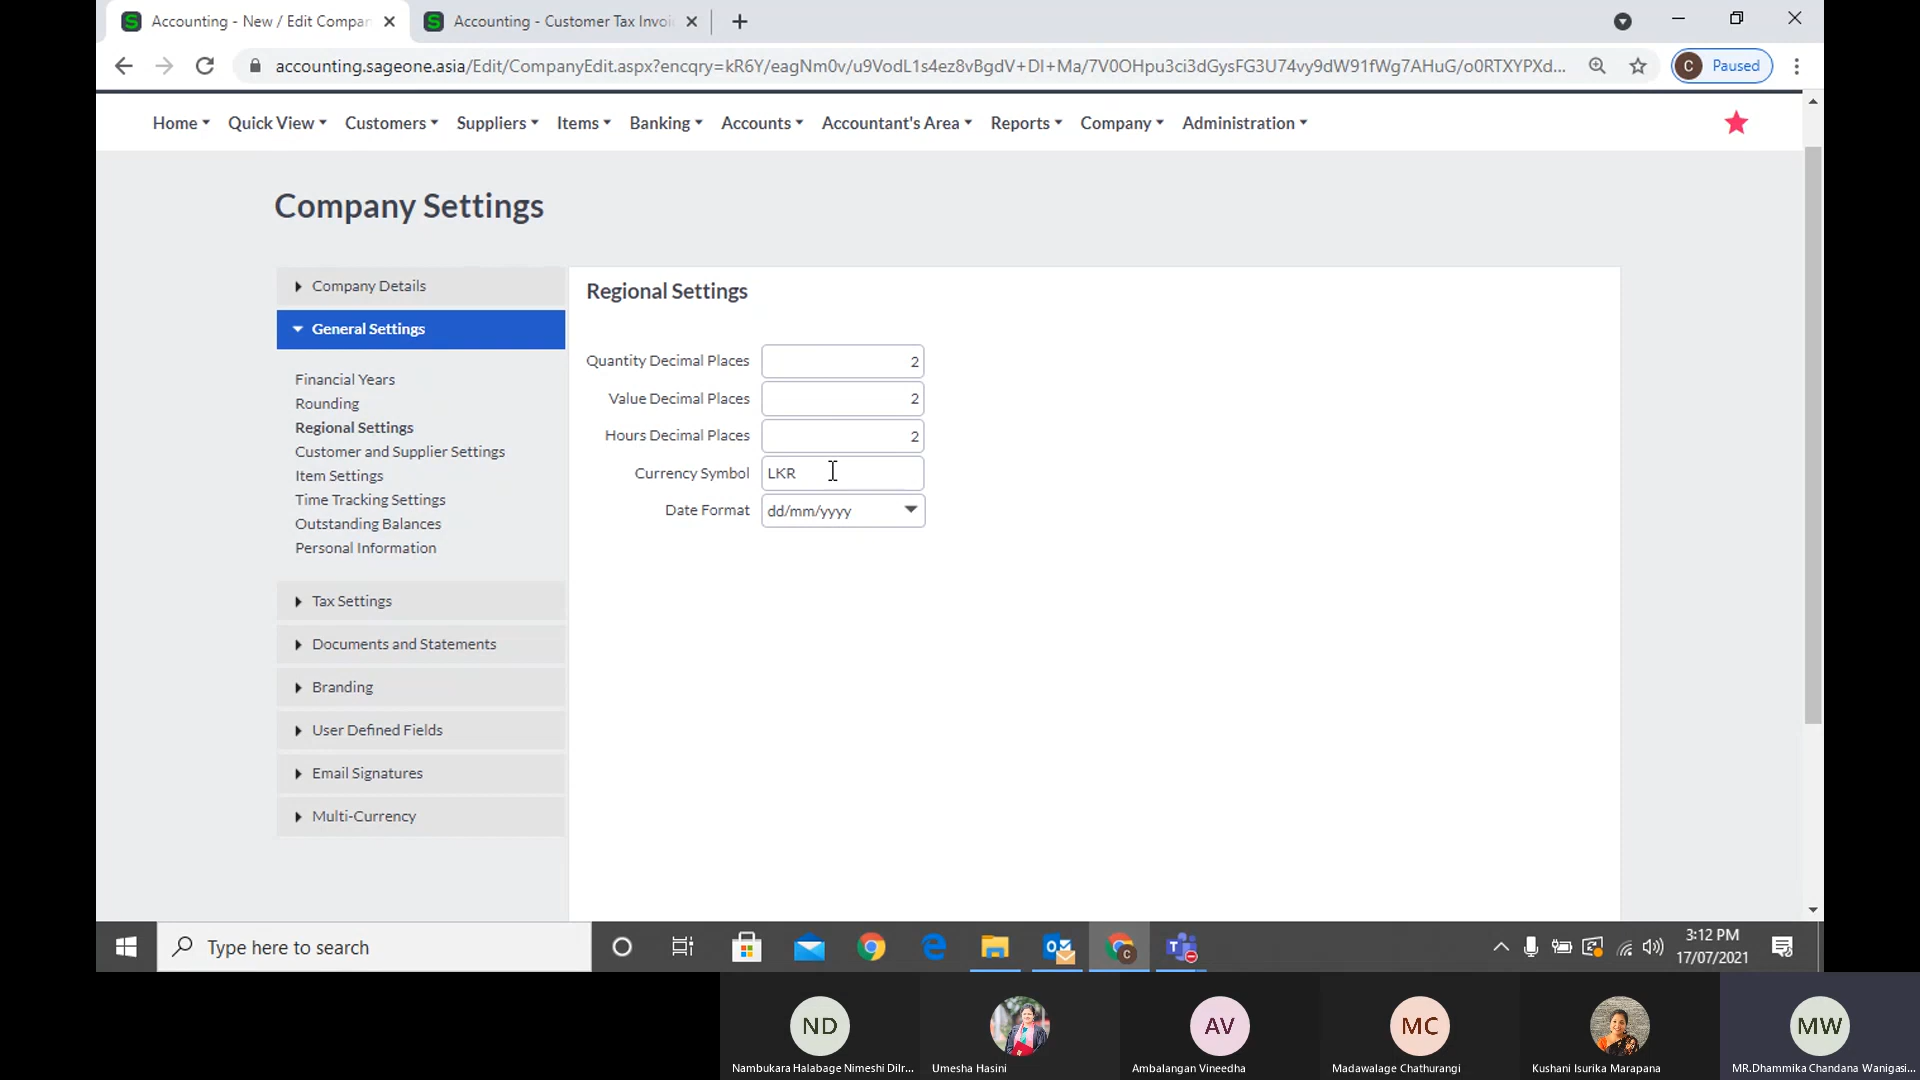 Accounting - New / Edit Compan
Accounting - Customer Tax Invoi
accounting.sageone.asia/Edit/CompanyEdit.aspx?encqry=kR6Y/eagNm0v/u9VodL1s4ez8vBgdV+DI+Ma/7V0OHpu3ci3dGysFG3U74vy9dW91fWg7AHuG/o0RTXYPXd...
C Paused
Home Quick View Customers Suppliers Items Banking Accounts Accountant's Area Reports Company Administration
Company Settings
Company Details
General Settings
Financial Years
Rounding
Regional Settings
Customer and Supplier Settings
Item Settings
Time Tracking Settings
Outstanding Balances
Personal Information
Tax Settings
Documents and Statements
Branding
User Defined Fields
Email Signatures
Multi-Currency
Regional Settings
Quantity Decimal Places 2
Value Decimal Places 2
Hours Decimal Places 2
Currency Symbol LKR
Date Format dd/mm/yyyy
Type here to search
3:12 PM
17/07/2021
ND
AV
MC
MW
Nambukara Halabage Nimeshi Dilr...
Umesha Hasini
Ambalangan Vineedha
Madawalage Chathurangi
Kushani Isurika Marapana
MR.Dhammika Chandana Wanigasi...